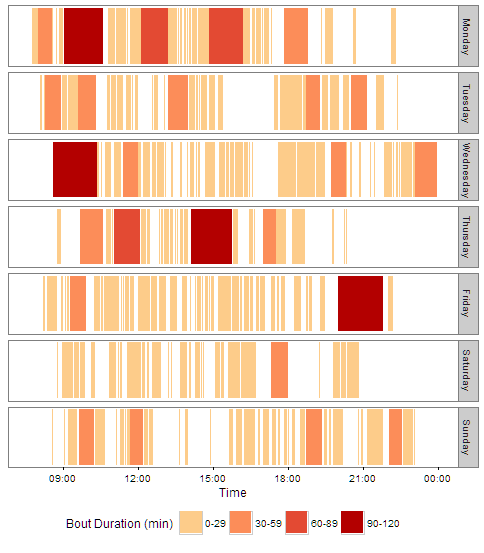 Monday
Tuesday
Wednesday
Thursday
Friday
Saturday
Sunday
09:00 12:00 15:00 18:00 21:00 00:00
Time
Bout Duration (min) 0-29 30-59 60-89 90-120